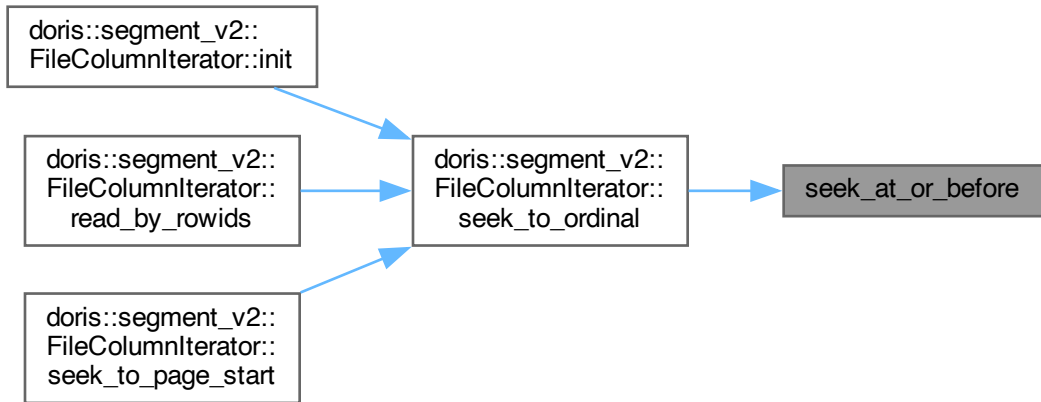 doris::segment_v2::
FileColumnIterator::init
doris::segment_v2::
FileColumnIterator::
read_by_rowids
doris::segment_v2::
FileColumnIterator::
seek_to_page_start
doris::segment_v2::
FileColumnIterator::
seek_to_ordinal
seek_at_or_before